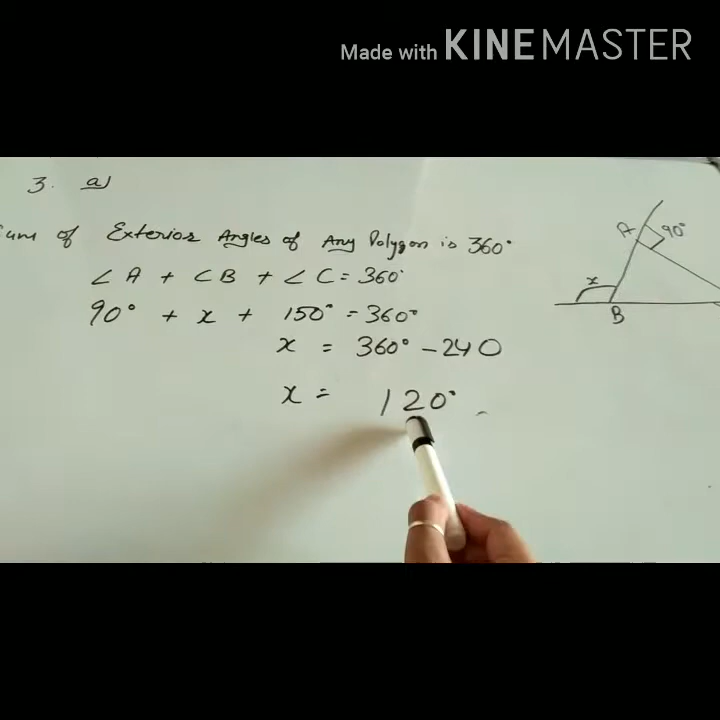 Made with KINEMASTER
3. a)
Sum of Exterior Angles of Any Polygon is 360°
∠A + ∠B + ∠C = 360°
90° + x + 150° = 360°
x = 360° - 240
x = 120°
A 90°
x
B